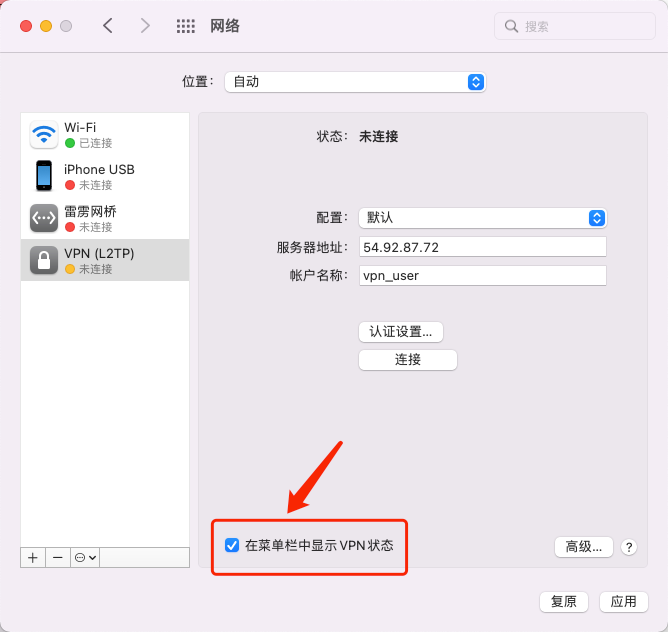 网络
搜索
位置：
自动
Wi-Fi
已连接
iPhone USB
未连接
雷雳网桥
未连接
VPN (L2TP)
未连接
状态：
未连接
配置：
默认
服务器地址：
54.92.87.72
帐户名称：
vpn_user
认证设置...
连接
在菜单栏中显示 VPN 状态
高级...
?
复原
应用